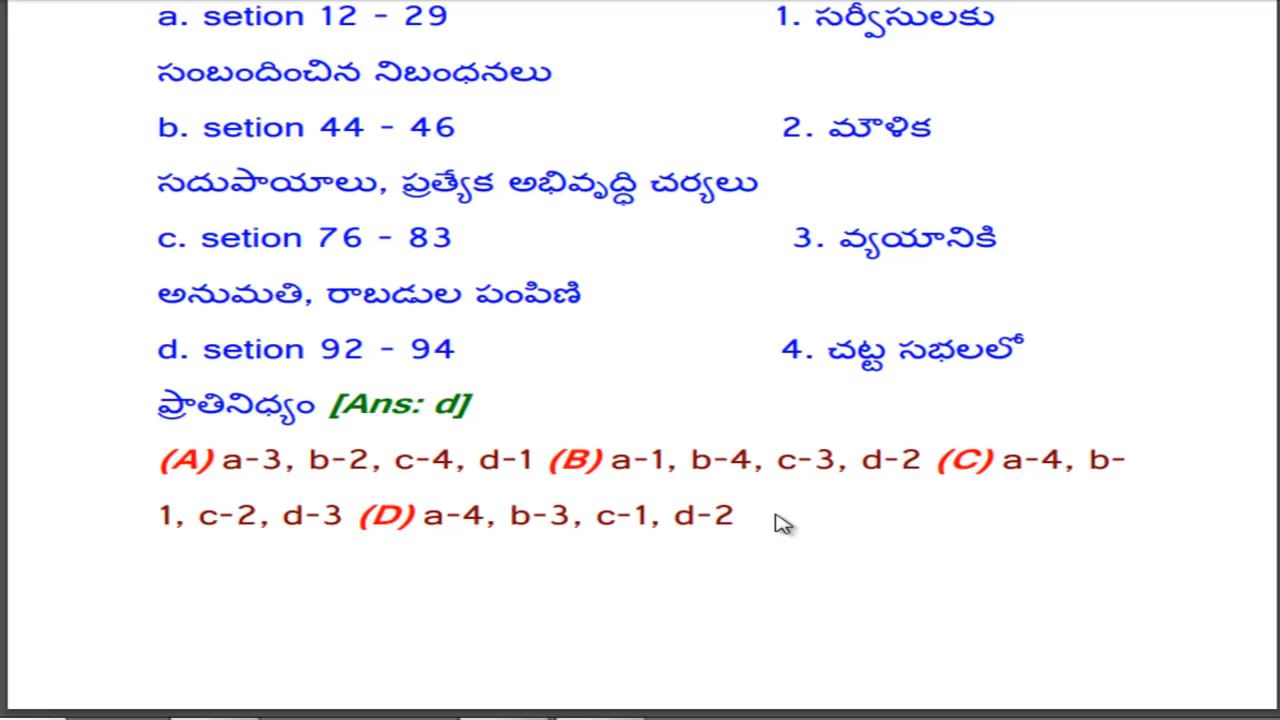 a. setion 12 - 29 1. సర్వీసులకు
సంబందించిన నిబంధనలు
b. setion 44 - 46 2. మౌళిక
సదుపాయాలు, ప్రత్యేక అభివృద్ధి చర్యలు
c. setion 76 - 83 3. వ్యయానికి
అనుమతి, రాబడుల పంపిణి
d. setion 92 - 94 4. చట్ట సభలలో
ప్రాతినిధ్యం [Ans: d]
(A) a-3, b-2, c-4, d-1 (B) a-1, b-4, c-3, d-2 (C) a-4, b-
1, c-2, d-3 (D) a-4, b-3, c-1, d-2